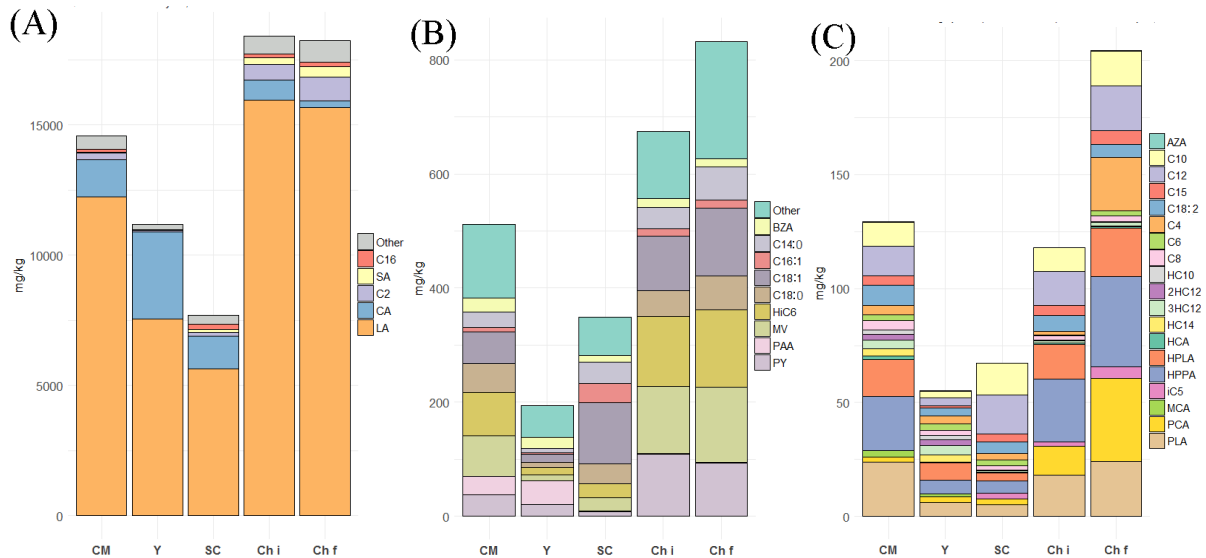 (A)
mg/kg
15000
10000
5000
0
CM Y SC Ch i Ch f
Other
C16
SA
C2
CA
LA
(B)
mg/kg
800
600
400
200
0
CM Y SC Ch i Ch f
Other
BZA
C14:0
C16:1
C18:1
C18:0
HiC6
MV
PAA
PY
(C)
mg/kg
200
150
100
50
0
CM Y SC Ch i Ch f
AZA
C10
C12
C15
C18:2
C4
C6
C8
HC10
2HC12
3HC12
HC14
HCA
HPLA
HPPA
iC5
MCA
PCA
PLA